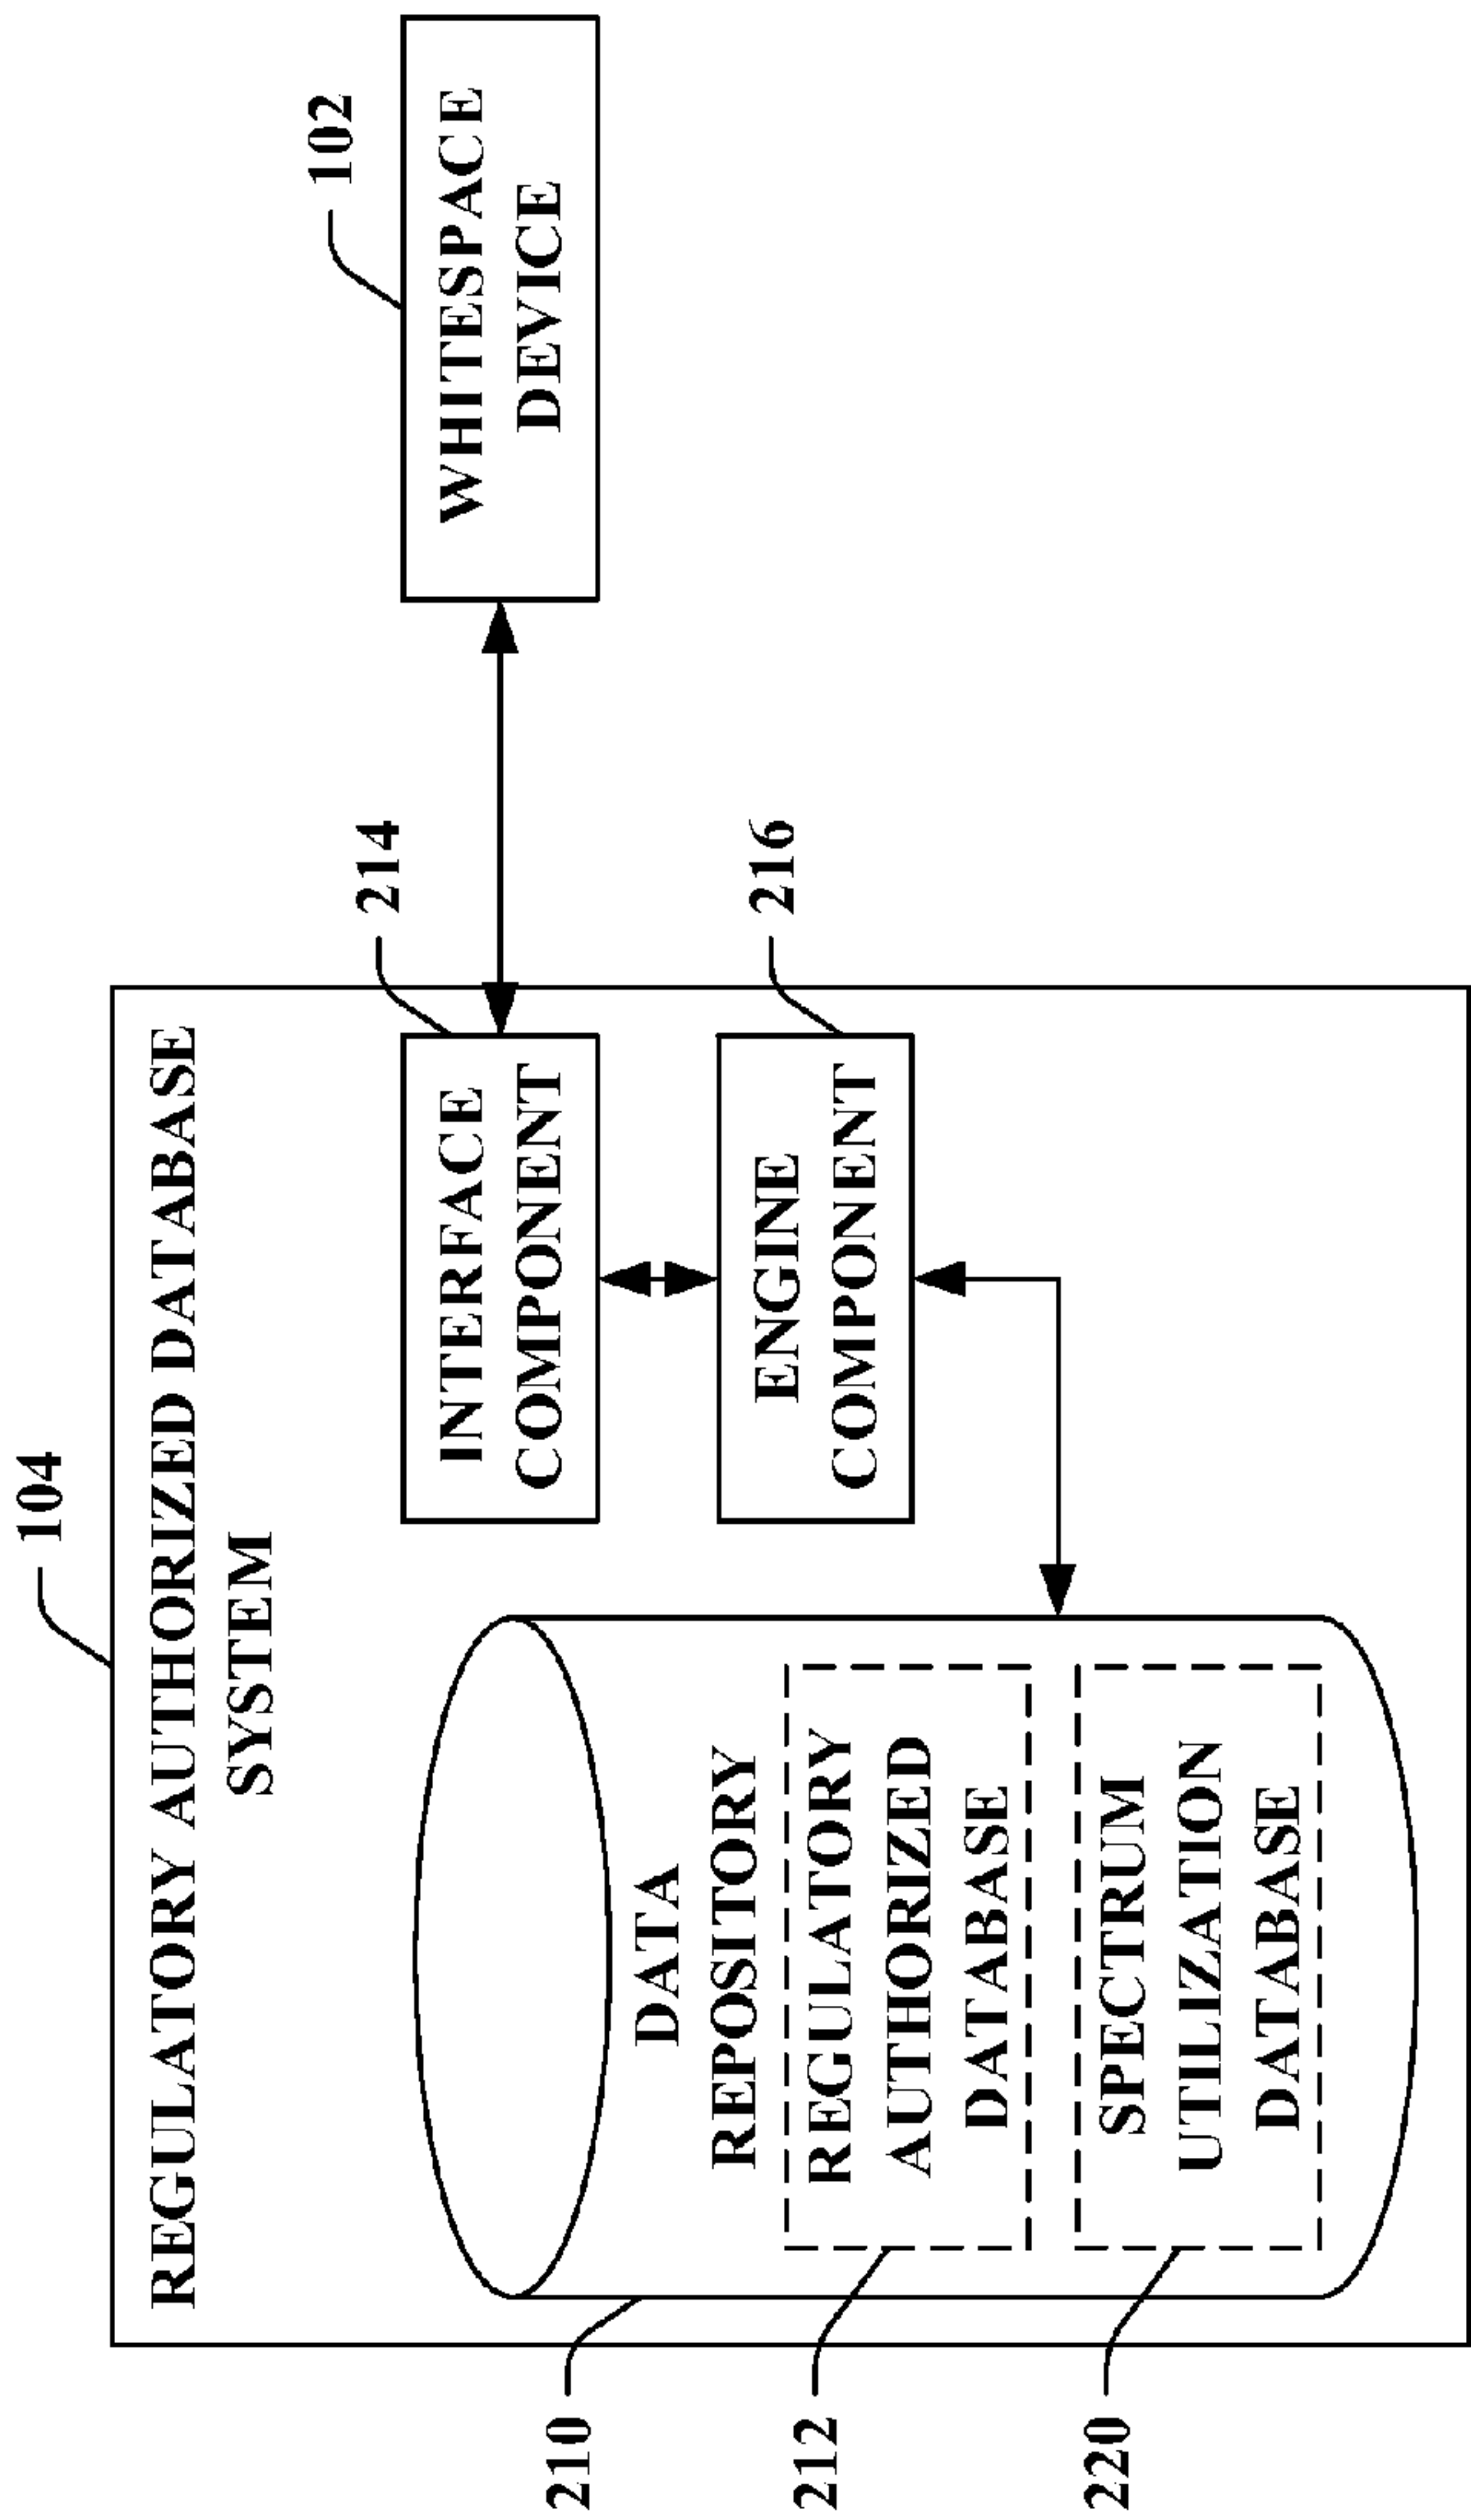 104
REGULATORY AUTHORIZED DATABASE
SYSTEM
102
WHITESPACE
DEVICE
214
INTERFACE
COMPONENT
216
ENGINE
COMPONENT
210
DATA
REPOSITORY
212
REGULATORY
AUTHORIZED
DATABASE
220
SPECTRUM
UTILIZATION
DATABASE